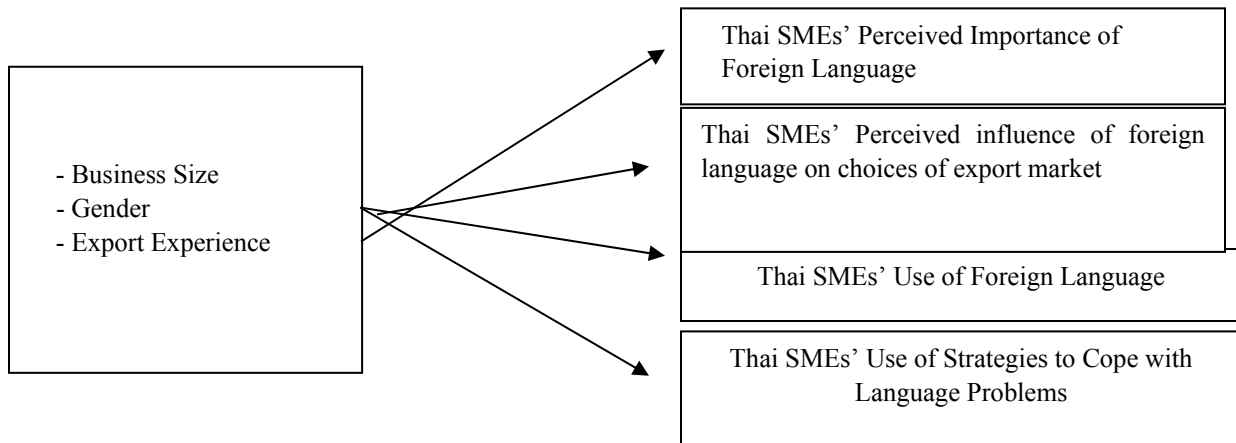 - Business Size
- Gender
- Export Experience
Thai SMEs’ Perceived Importance of
Foreign Language
Thai SMEs’ Perceived influence of foreign
language on choices of export market
Thai SMEs’ Use of Foreign Language
Thai SMEs’ Use of Strategies to Cope with
Language Problems